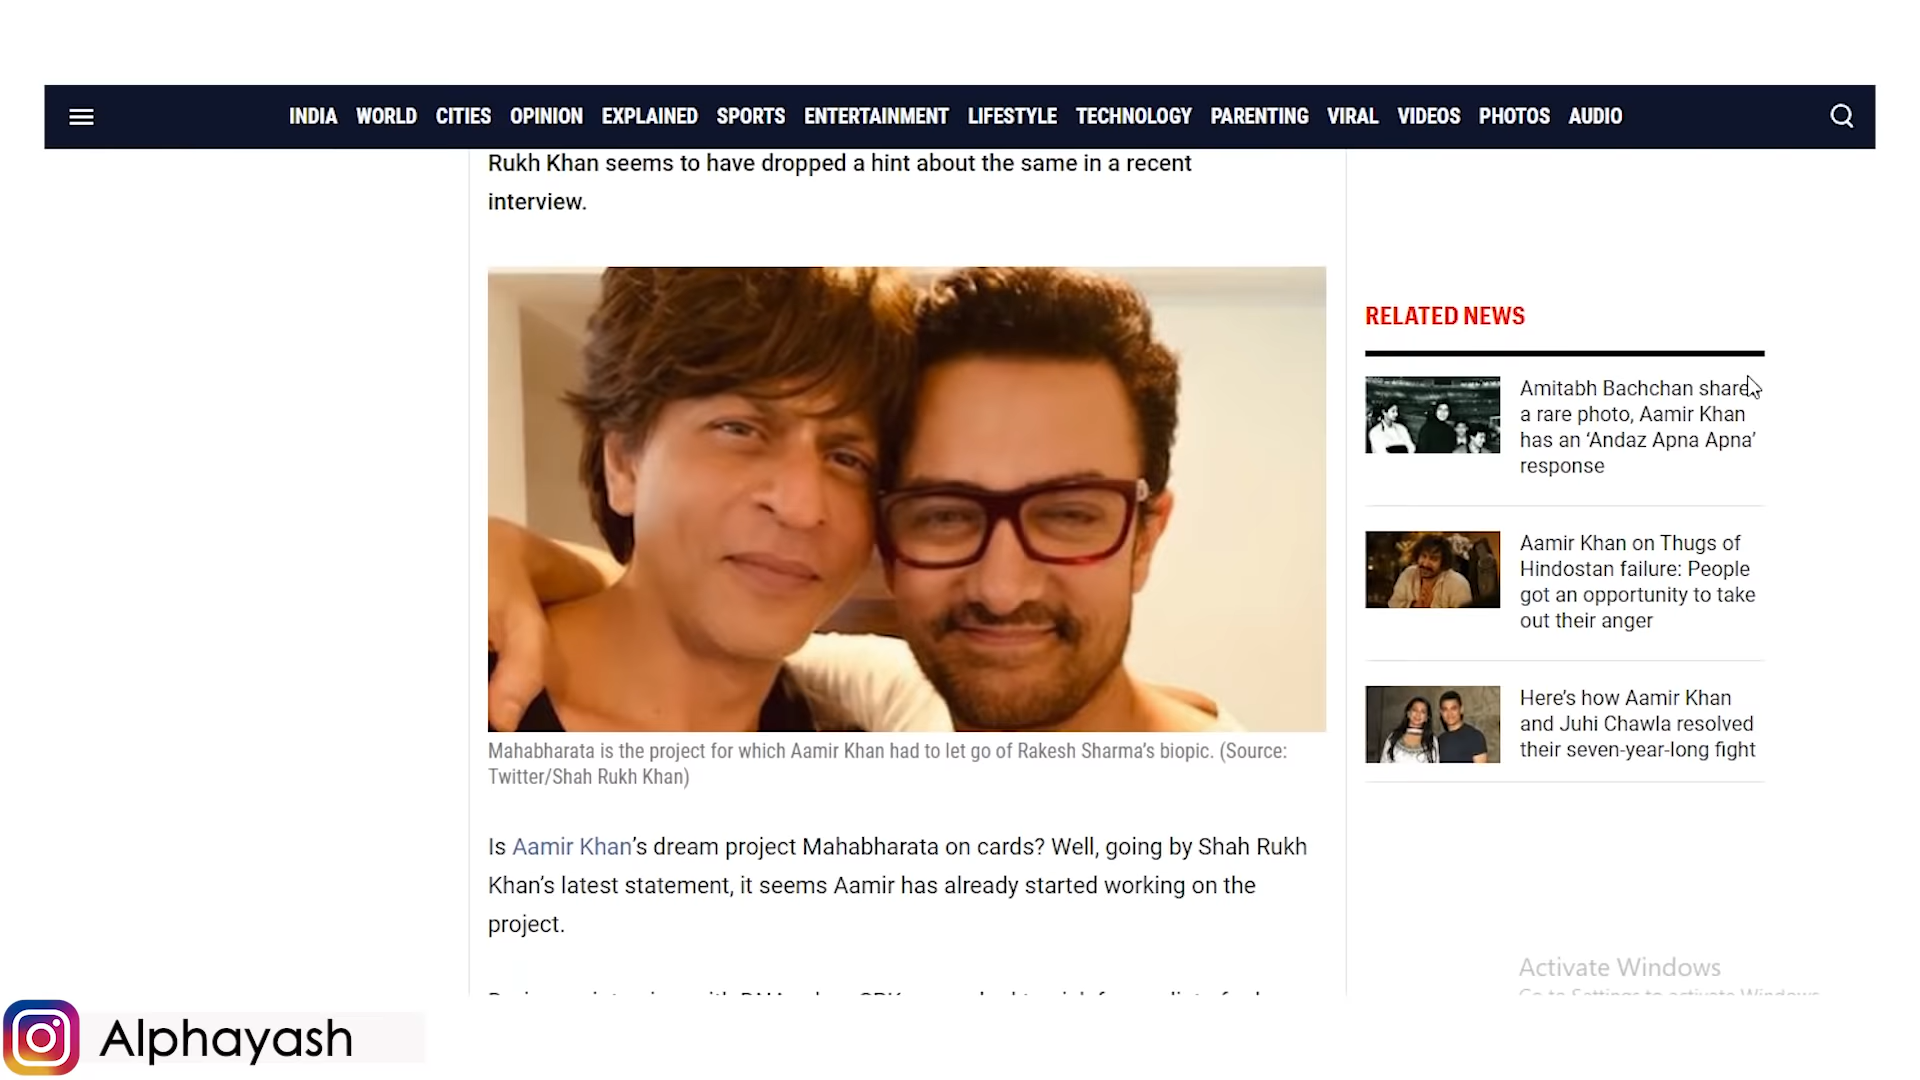 INDIA WORLD CITIES OPINION EXPLAINED SPORTS ENTERTAINMENT LIFESTYLE TECHNOLOGY PARENTING VIRAL VIDEOS PHOTOS AUDIO
Rukh Khan seems to have dropped a hint about the same in a recent
interview.
Mahabharata is the project for which Aamir Khan had to let go of Rakesh Sharma's biopic. (Source:
Twitter/Shah Rukh Khan)
Is Aamir Khan's dream project Mahabharata on cards? Well, going by Shah Rukh
Khan's latest statement, it seems Aamir has already started working on the
project.
RELATED NEWS
Amitabh Bachchan share
a rare photo, Aamir Khan
has an ‘Andaz Apna Apna’
response
Aamir Khan on Thugs of
Hindostan failure: People
got an opportunity to take
out their anger
Here's how Aamir Khan
and Juhi Chawla resolved
their seven-year-long fight
Activate Windows
Alphayash